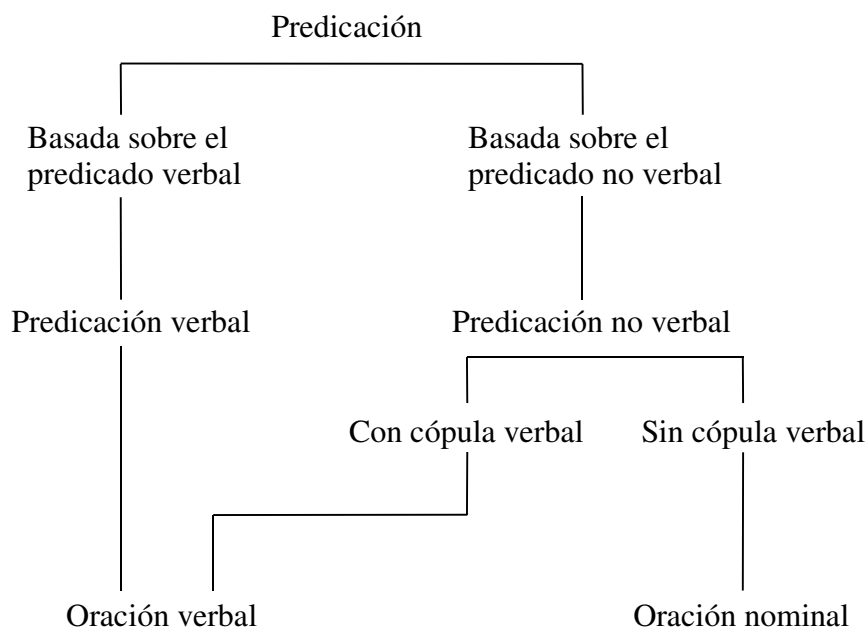 Predicación
Basada sobre el
predicado verbal
Basada sobre el
predicado no verbal
Predicación verbal
Predicación no verbal
Con cópula verbal
Sin cópula verbal
Oración verbal
Oración nominal